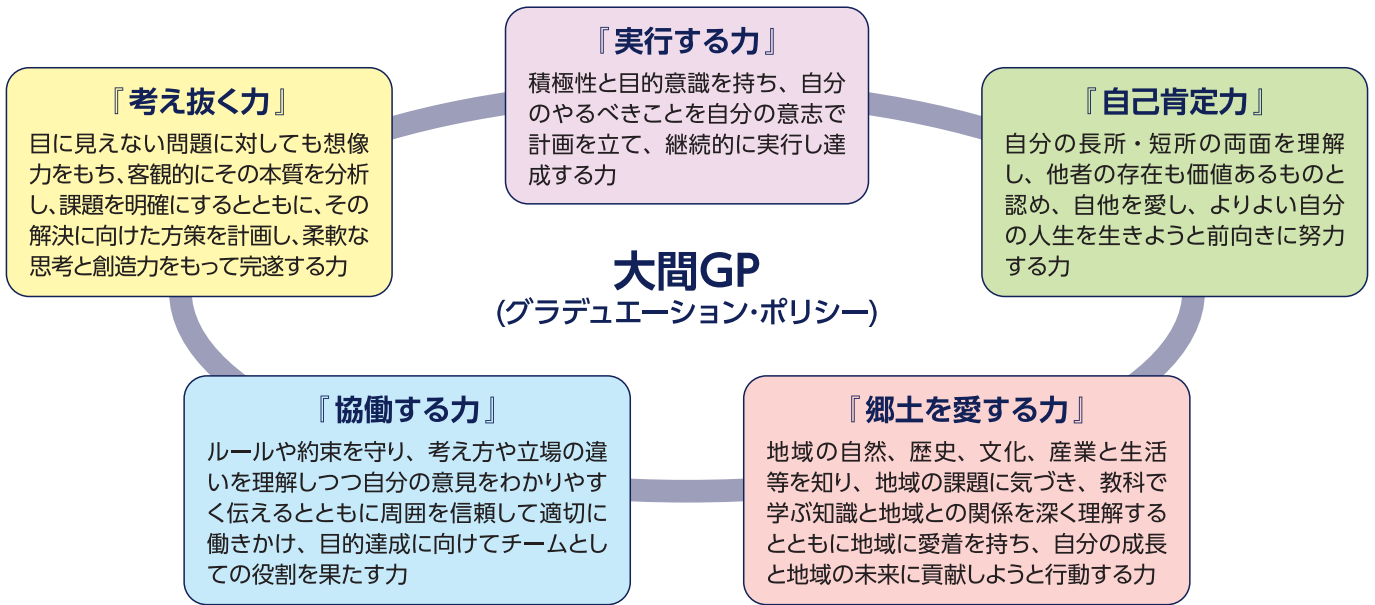 『実行する力』
積極性と目的意識を持ち、自分
のやるべきことを自分の意志で
計画を立て、継続的に実行し達
成する力
『考え抜く力』
目に見えない問題に対しても想像
力をもち、客観的にその本質を分析
し、課題を明確にするとともに、その
解決に向けた方策を計画し、柔軟な
思考と創造力をもって完遂する力
『自己肯定力』
自分の長所・短所の両面を理解
し、他者の存在も価値あるものと
認め、自他を愛し、よりよい自分
の人生を生きようと前向きに努力
する力
大間GP
(グラデュエーション・ポリシー)
『協働する力』
ルールや約束を守り、考え方や立場の違
いを理解しつつ自分の意見をわかりやす
く伝えるとともに周囲を信頼して適切に
働きかけ、目的達成に向けてチームとし
ての役割を果たす力
『郷土を愛する力』
地域の自然、歴史、文化、産業と生活
等を知り、地域の課題に気づき、教科で
学ぶ知識と地域との関係を深く理解する
とともに地域に愛着を持ち、自分の成長
と地域の未来に貢献しようと行動する力